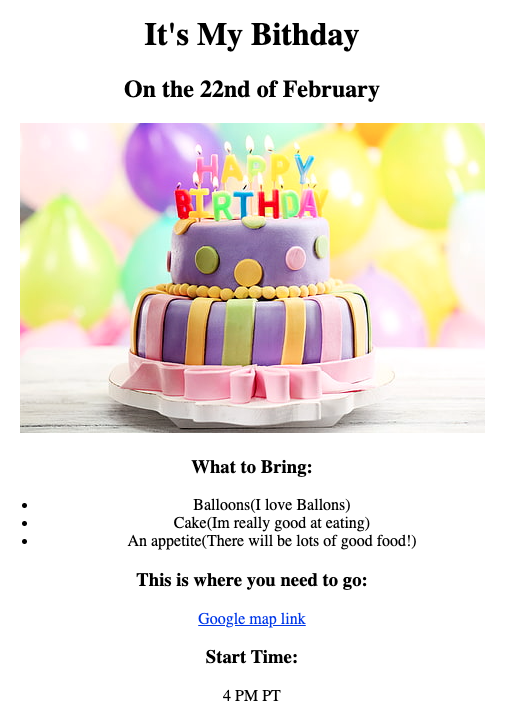 It's My Bithday
On the 22nd of February
HAPPY
BIRTHDAY
What to Bring:
• Balloons(I love Ballons)
• Cake(Im really good at eating)
• An appetite(There will be lots of good food!)
This is where you need to go:
Google map link
Start Time:
4 PM PT